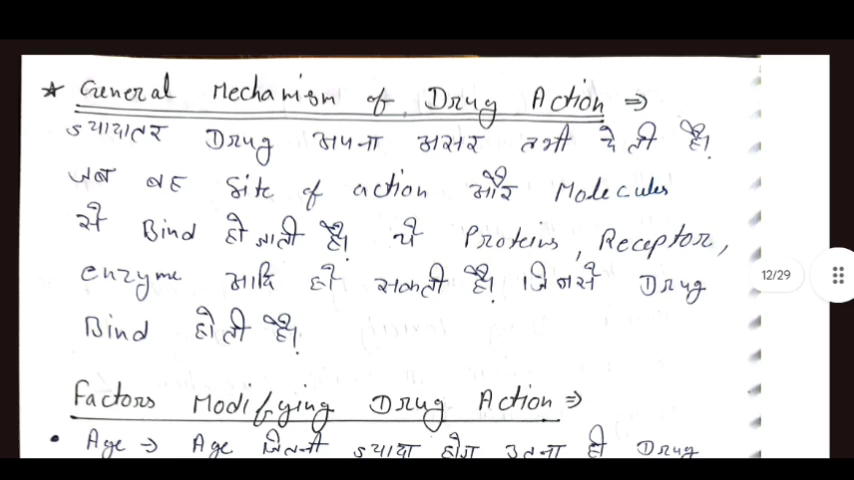 * General Mechanism of Drug Action ⇒
ज्यादातर Drug अपना असर तभी देती है।
जब वह Site of action और Molecules
से Bind हो जाती है। ये Proteins, Receptor,
enzyme आदि हो सकती है। जिनसे Drug
Bind होती है।
12/29
Factors Modifying Drug Action ⇒
• Age → Age जितनी ज्यादा होगी उतना ही Drug